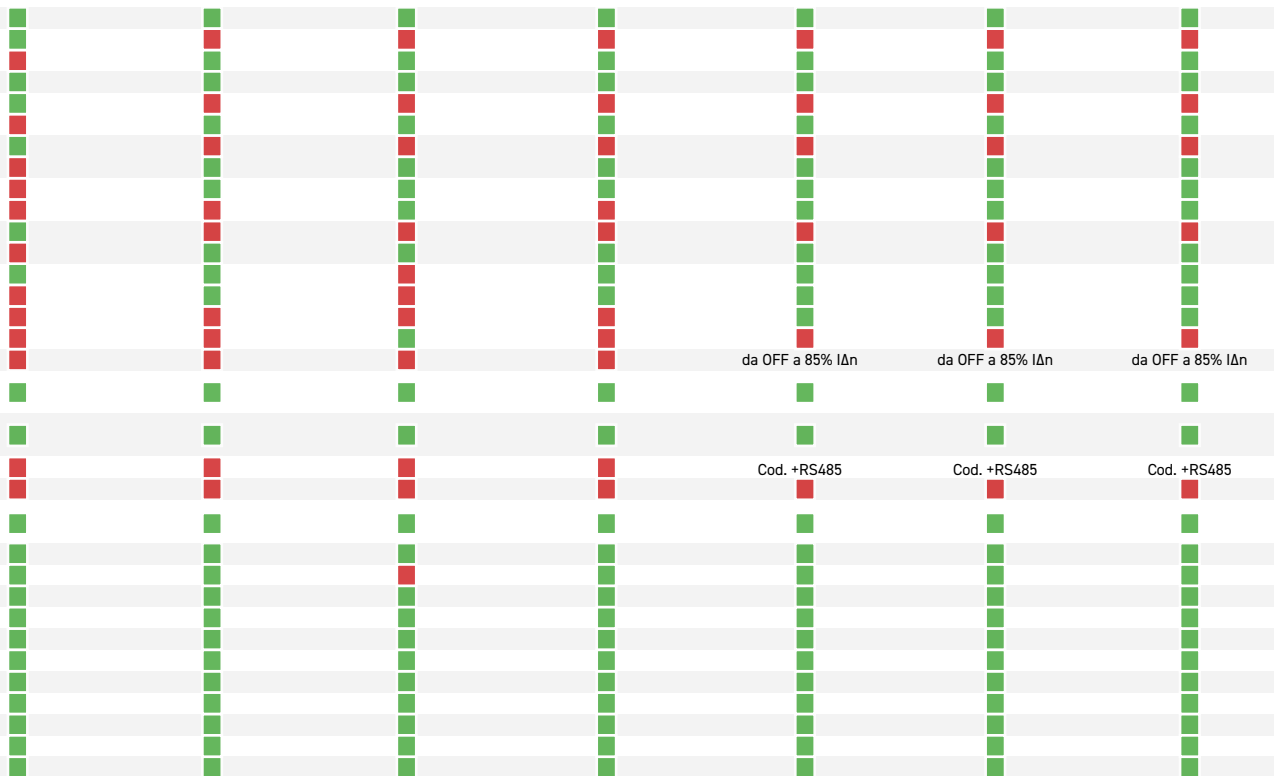 da OFF a 85% IΔn da OFF a 85% IΔn da OFF a 85% IΔn
Cod. +RS485 Cod. +RS485 Cod. +RS485